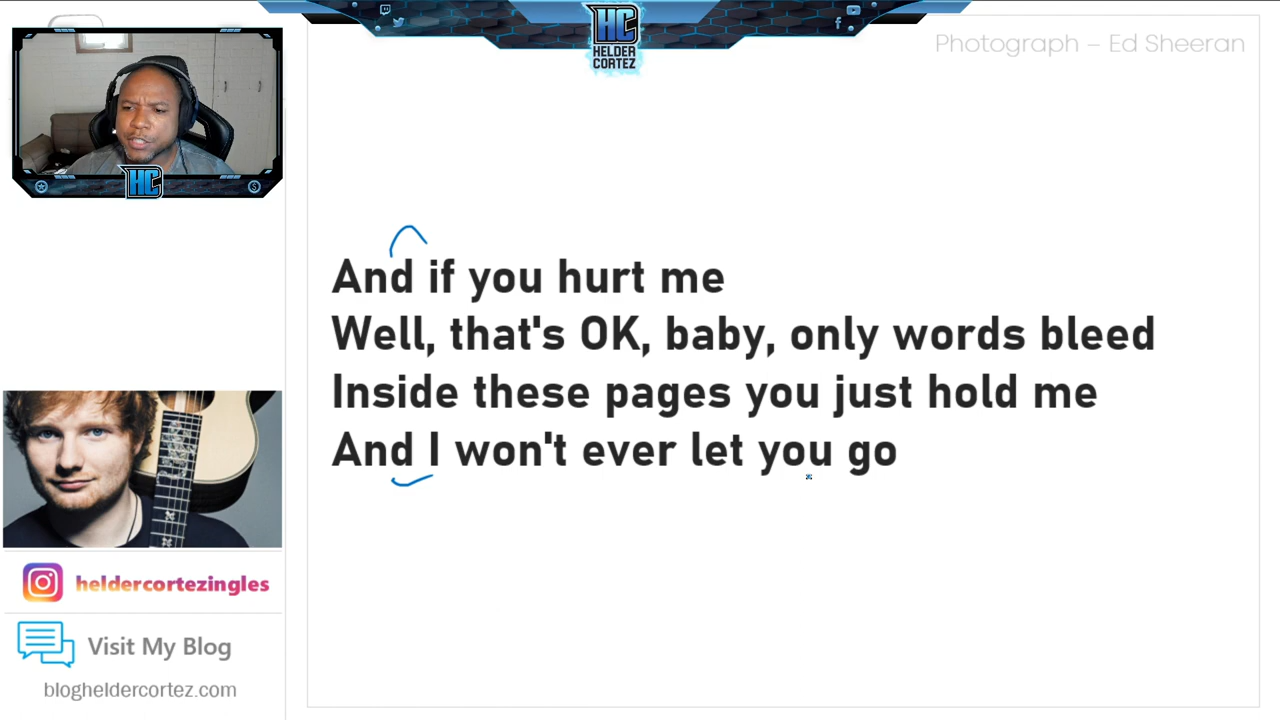 HC
HELDER
CORTEZ
Photograph – Ed Sheeran
HC
And if you hurt me
Well, that's OK, baby, only words bleed
Inside these pages you just hold me
And I won't ever let you go
heldercortezingles
Visit My Blog
blogheldercortez.com